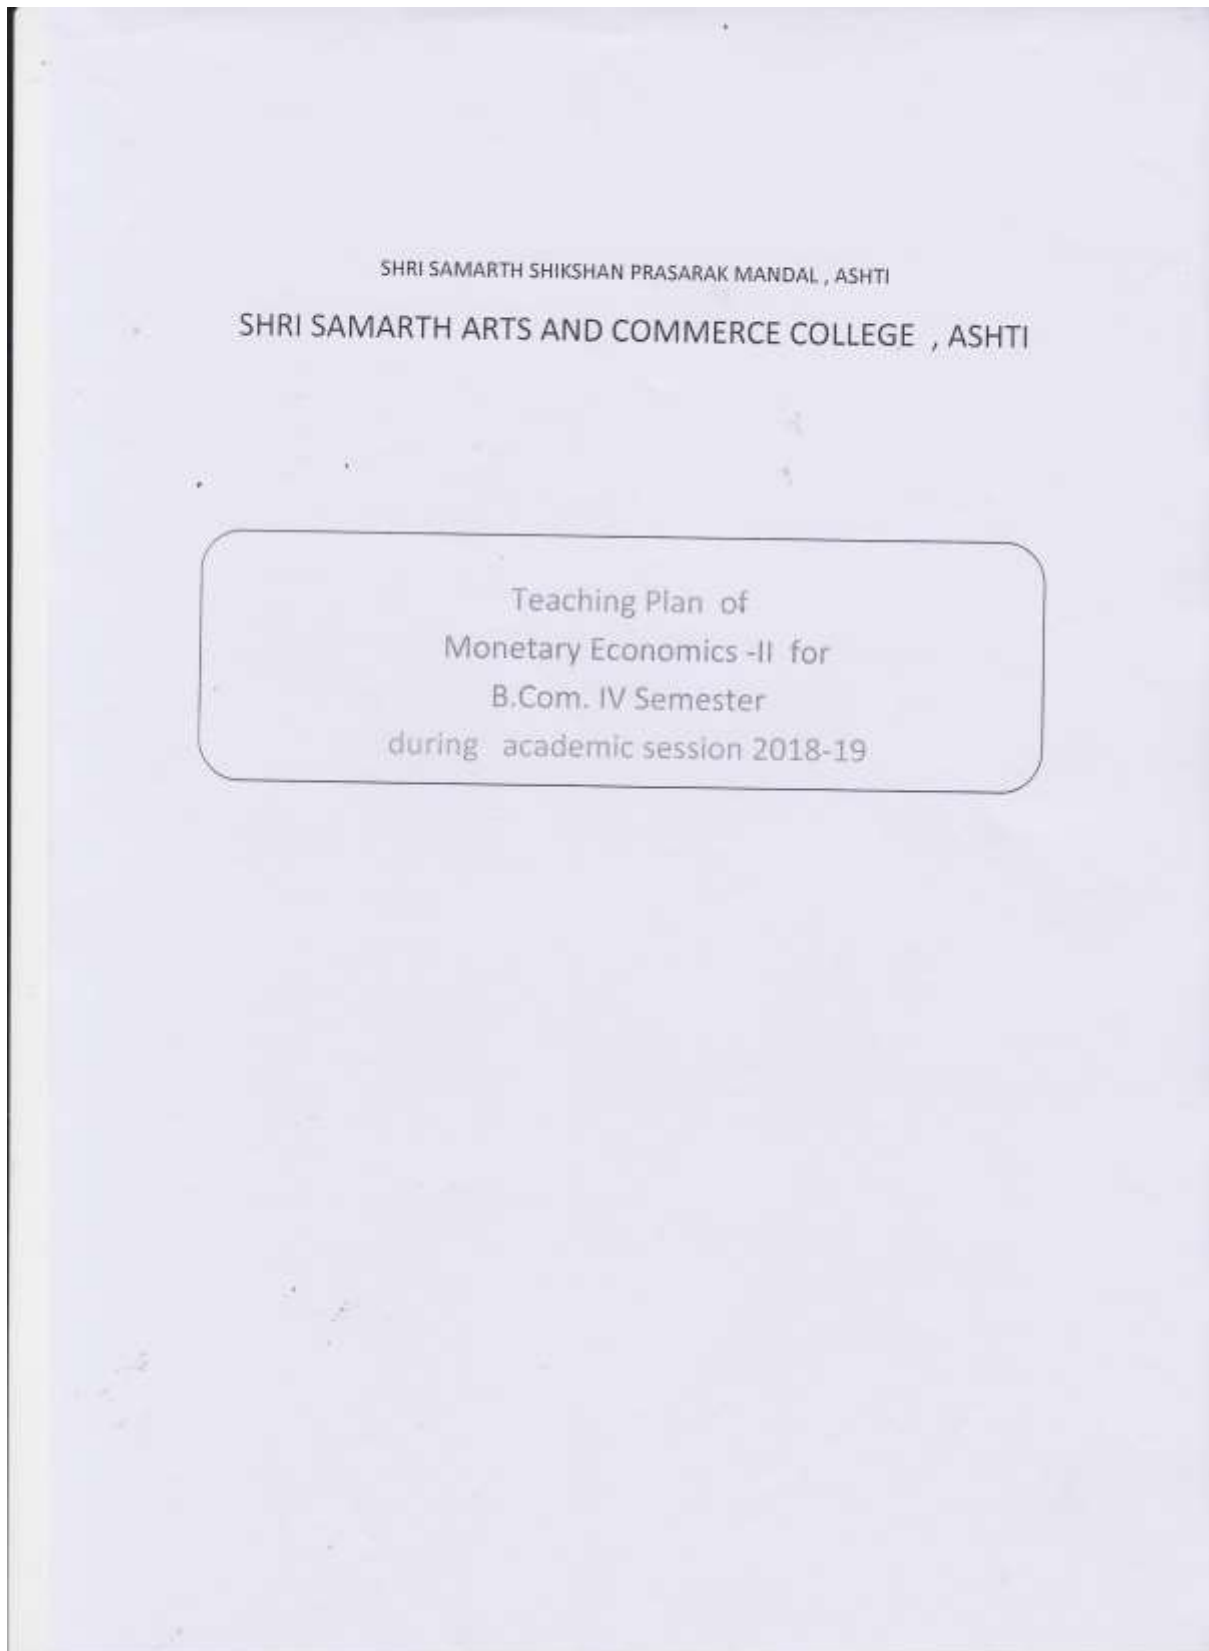 SHRI SAMARTH SHIKSHAN PRASARAK MANDAL , ASHTI
SHRI SAMARTH ARTS AND COMMERCE COLLEGE , ASHTI
Teaching Plan of
Monetary Economics -II for
B.Com. IV Semester
during academic session 2018-19